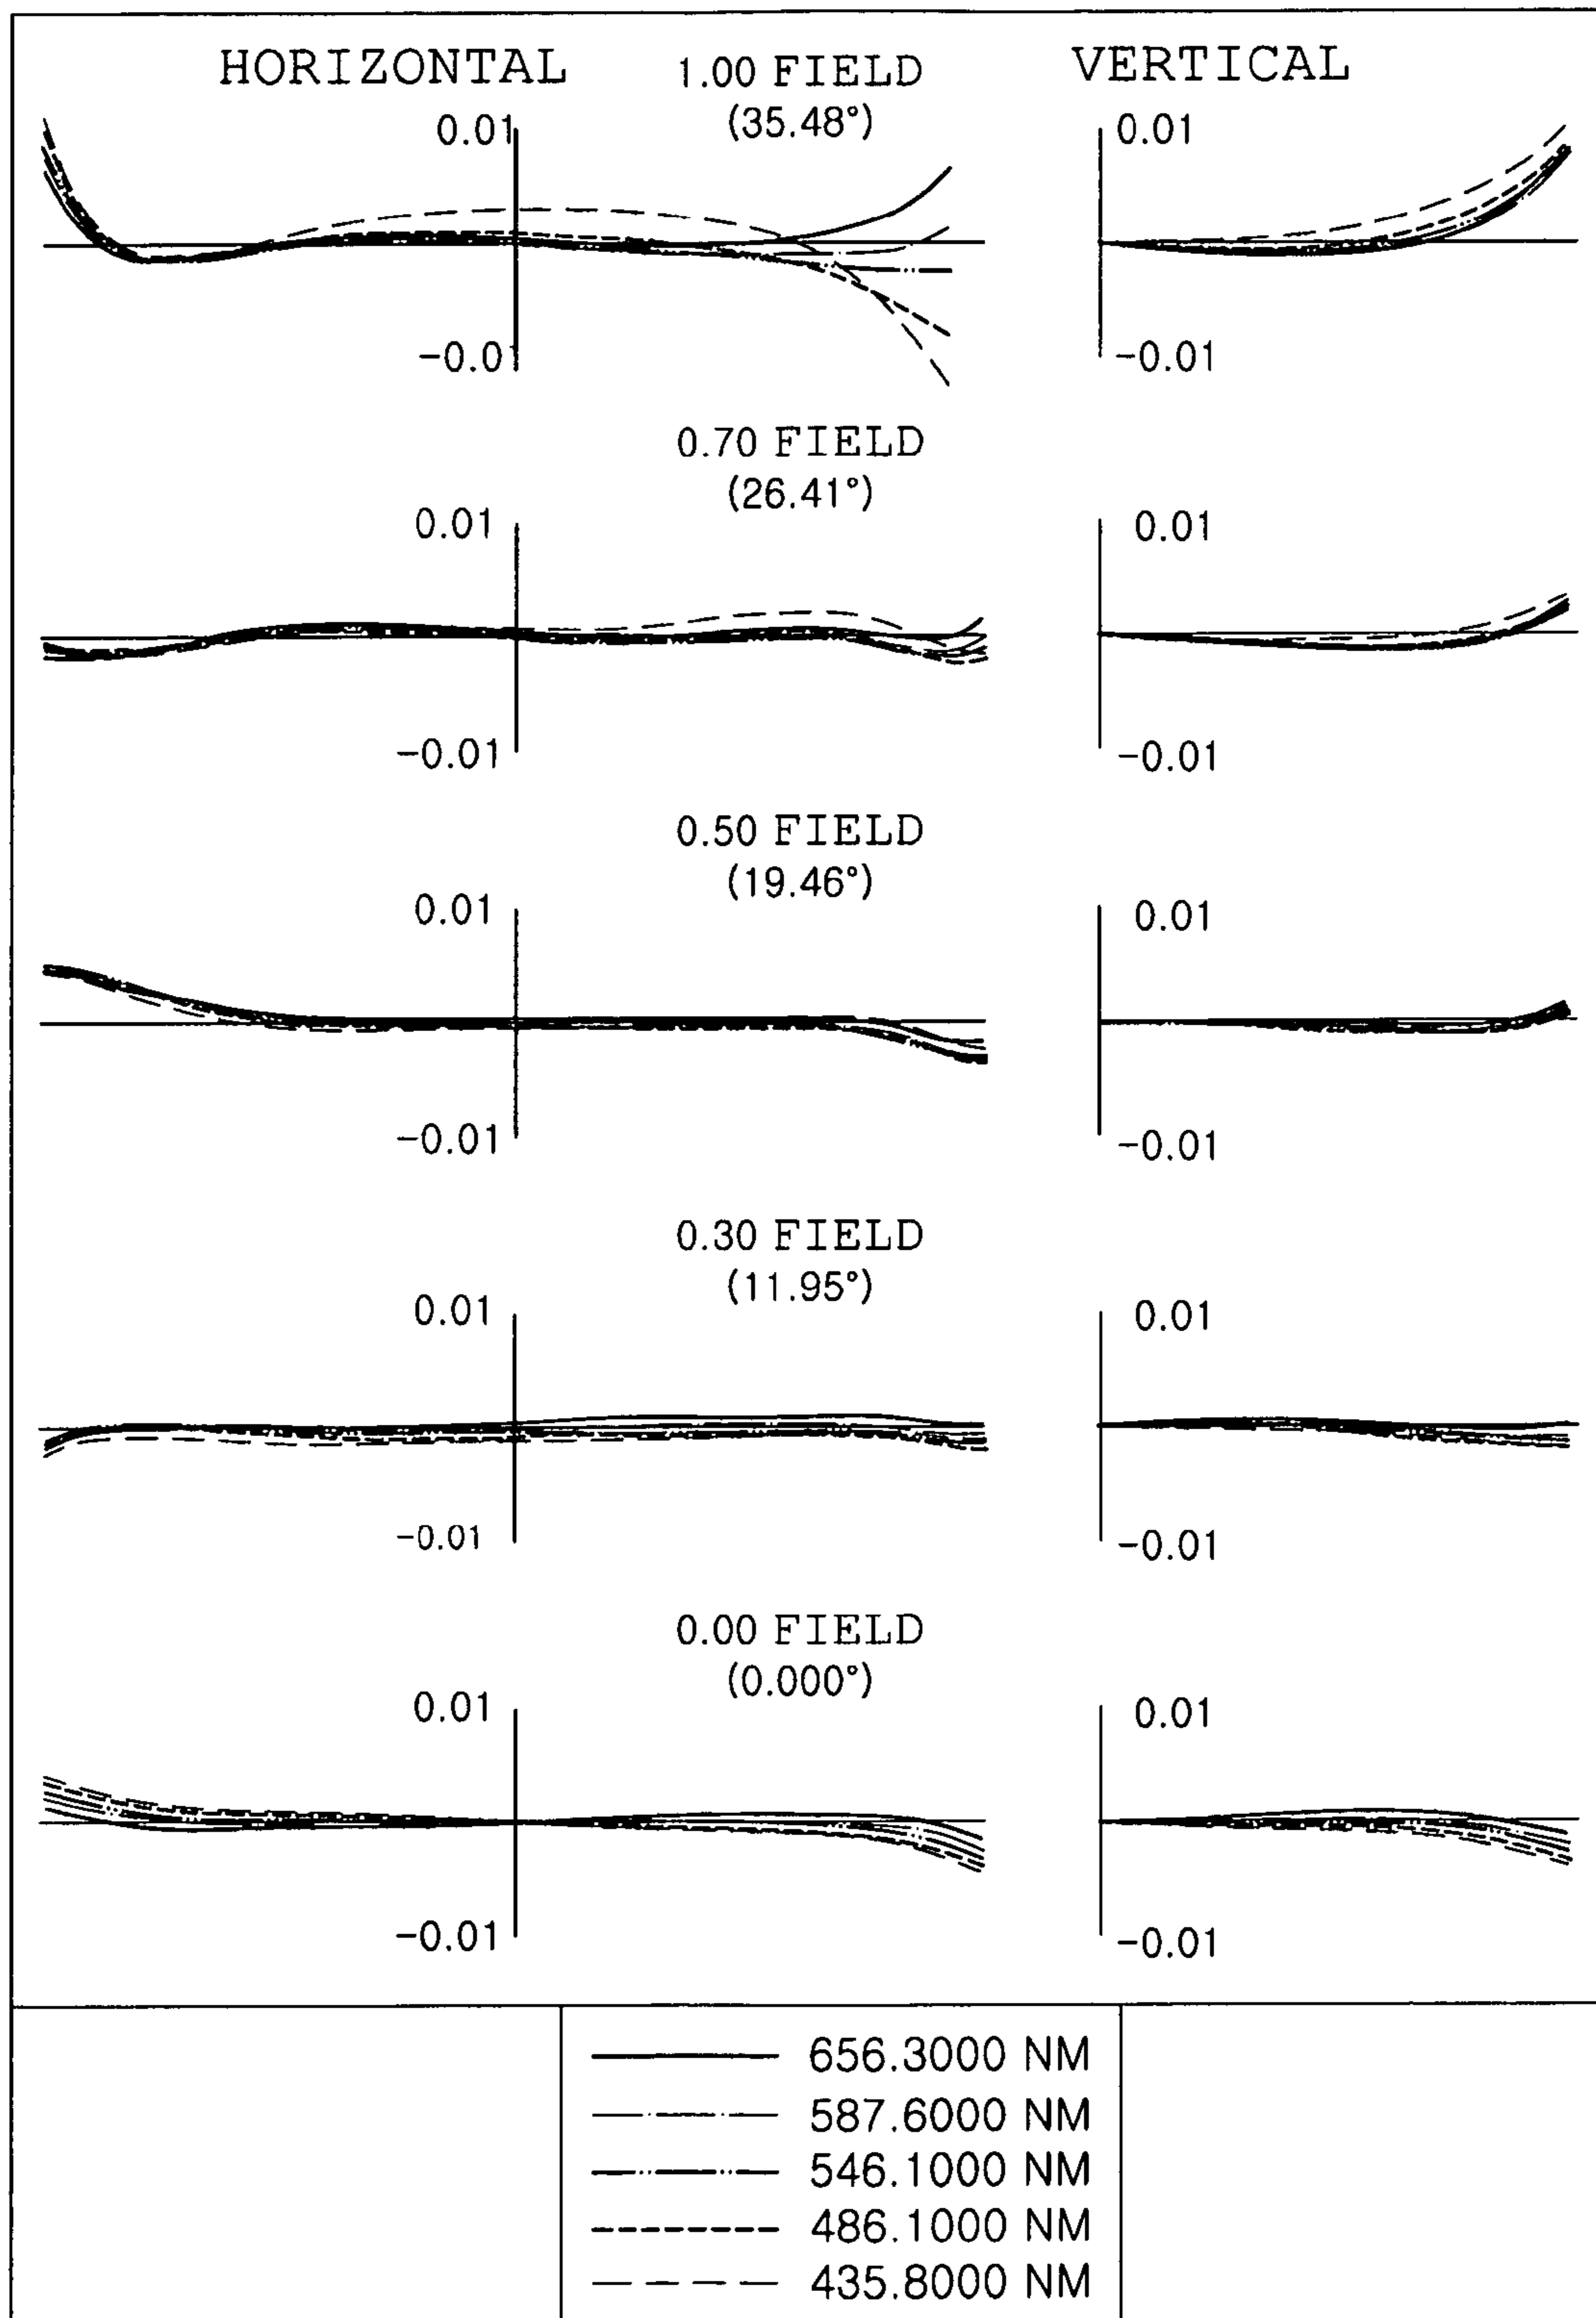 HORIZONTAL
1.00 FIELD
VERTICAL
(35.48°)
0.01
0.01
-0.01
-0.01
0.70 FIELD
(26.41°)
0.01
0.01
-0.01
-0.01
0.50 FIELD
(19.46°)
0.01
0.01
-0.01
-0.01
0.30 FIELD
(11.95°)
0.01
0.01
-0.01
-0.01
0.00 FIELD
(0.000°)
0.01
0.01
-0.01
-0.01
656.3000 NM
587.6000 NM
546.1000 NM
486.1000 NM
435.8000 NM